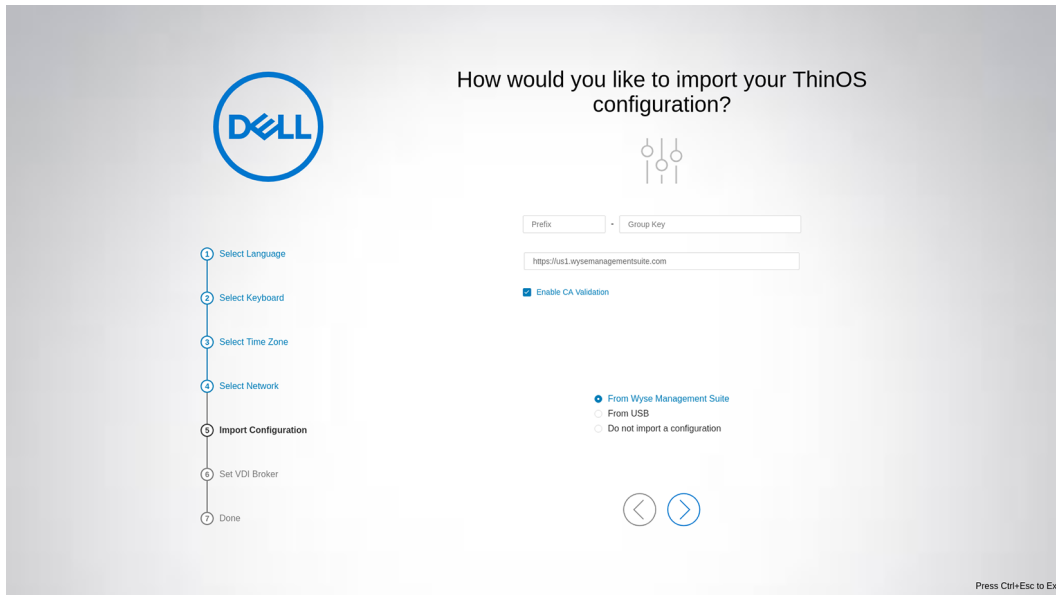 DELL
How would you like to import your ThinOS
configuration?
Prefix - Group Key
https://us1.wysemanagementsuite.com
Enable CA Validation
1 Select Language
2 Select Keyboard
3 Select Time Zone
4 Select Network
5 Import Configuration
6 Set VDI Broker
7 Done
From Wyse Management Suite
From USB
Do not import a configuration
Press Ctrl+Esc to Ex